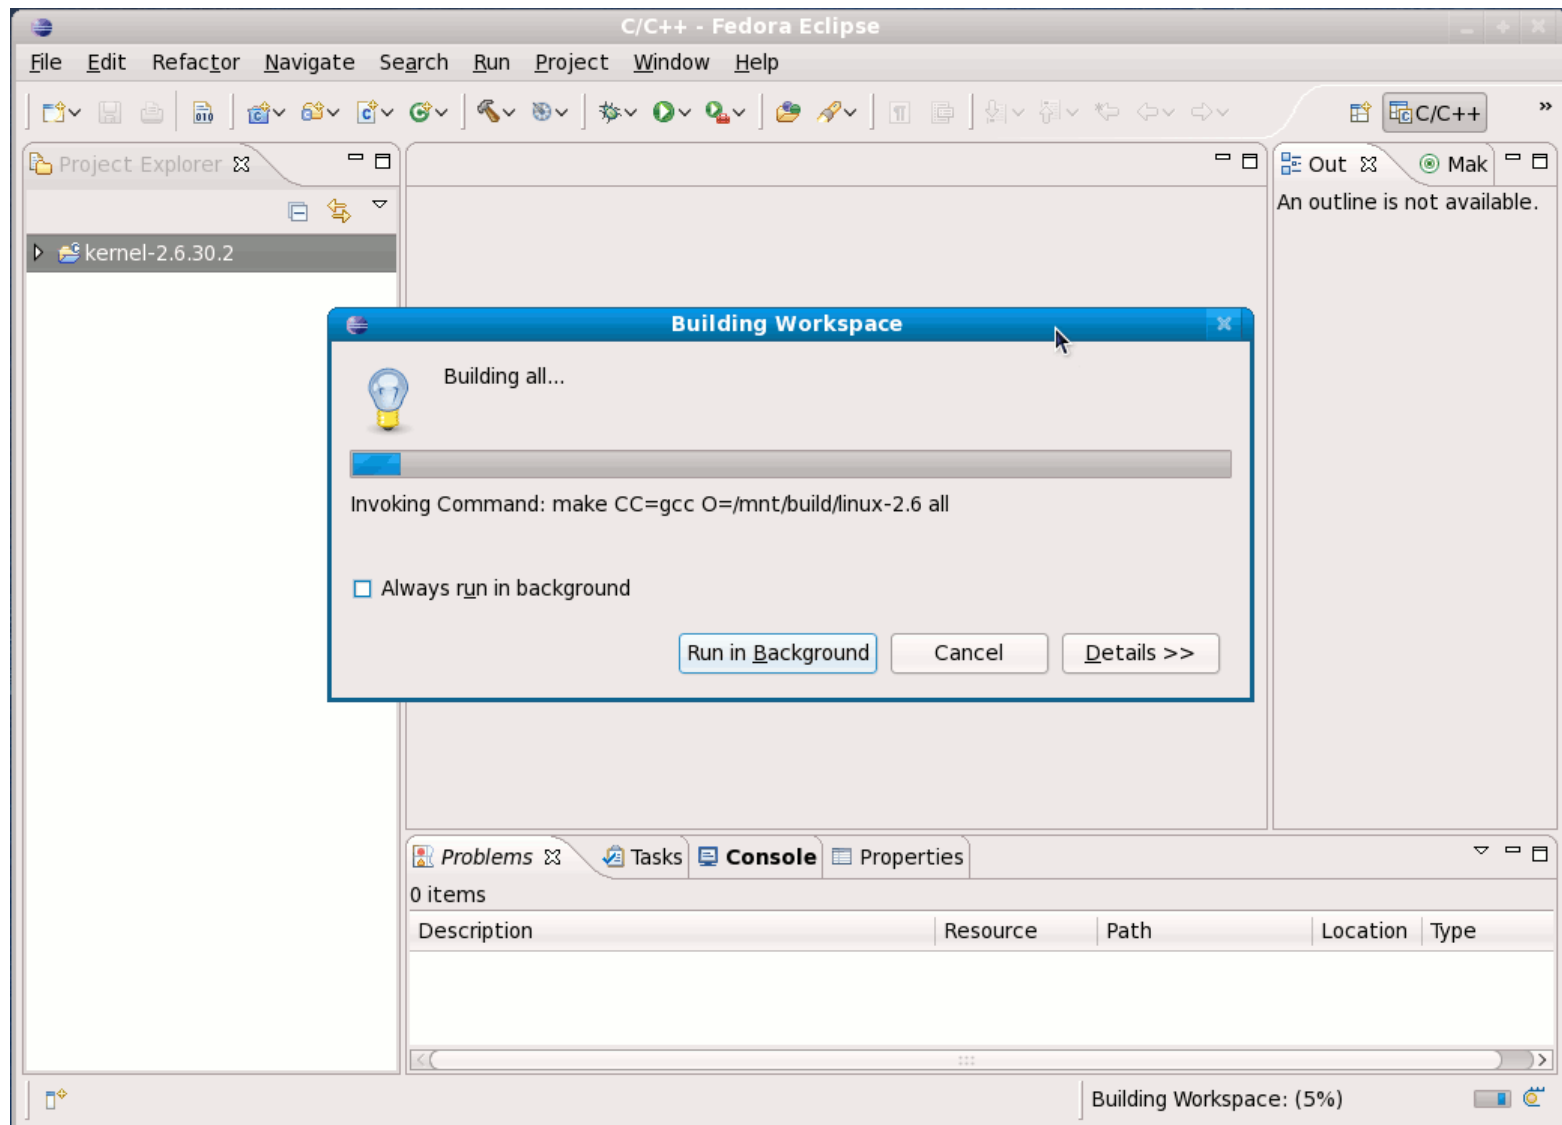 C/C++ - Fedora Eclipse
File Edit Refactor Navigate Search Run Project Window Help
010
C/C++ »
Project Explorer
Out Mak
An outline is not available.
kernel-2.6.30.2
Building Workspace
Building all...
Invoking Command: make CC=gcc O=/mnt/build/linux-2.6 all
Always run in background
Run in Background Cancel Details >>
Problems Tasks Console Properties
0 items
Description Resource Path Location Type
Building Workspace: (5%)